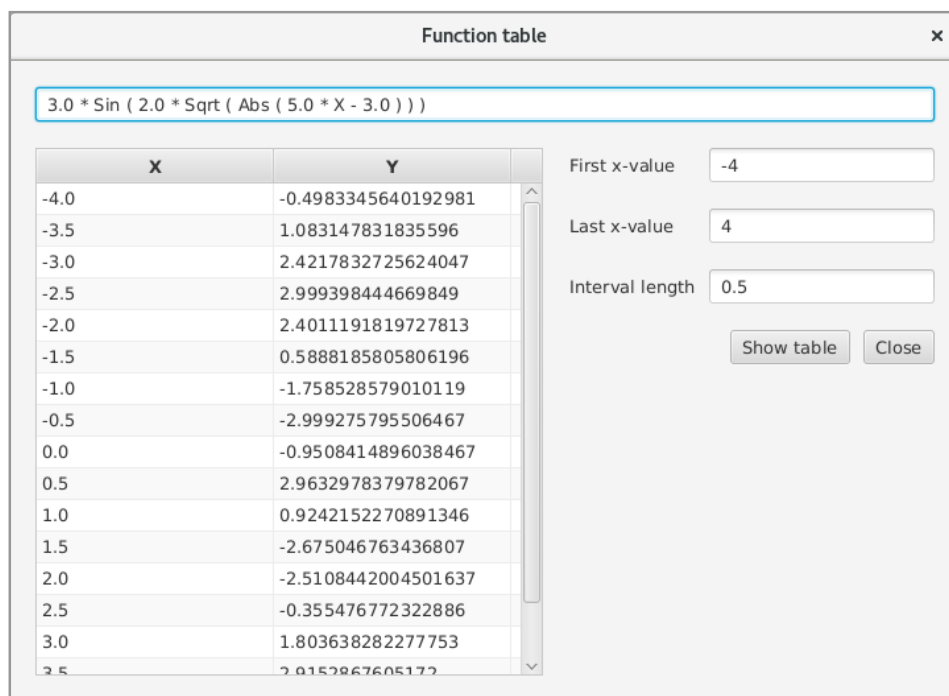 Function table
3.0 * Sin ( 2.0 * Sqrt ( Abs ( 5.0 * X - 3.0 ) ) )
X Y
-4.0 -0.4983345640192981
-3.5 1.083147831835596
-3.0 2.4217832725624047
-2.5 2.999398444669849
-2.0 2.4011191819727813
-1.5 0.5888185805806196
-1.0 -1.758528579010119
-0.5 -2.999275795506467
0.0 -0.9508414896038467
0.5 2.9632978379782067
1.0 0.9242152270891346
1.5 -2.675046763436807
2.0 -2.5108442004501637
2.5 -0.355476772322886
3.0 1.803638282277753
3.5 2.9152867605172
First x-value -4
Last x-value 4
Interval length 0.5
Show table Close